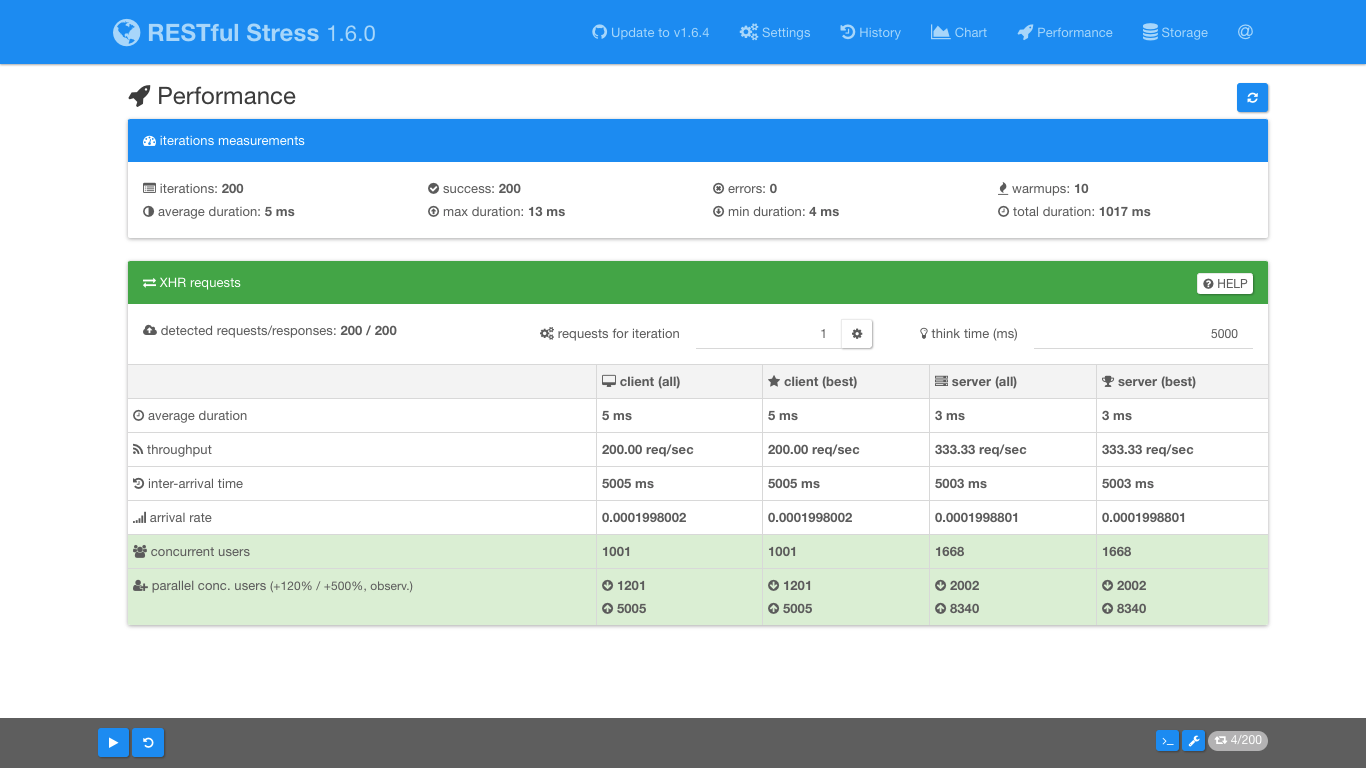 RESTful Stress 1.6.0 Update to v1.6.4 Settings History Chart Performance Storage @
Performance
iterations measurements
iterations: 200 success: 200 errors: 0 warmups: 10
average duration: 5 ms max duration: 13 ms min duration: 4 ms total duration: 1017 ms
XHR requests HELP
detected requests/responses: 200 / 200 requests for iteration 1 think time (ms) 5000
client (all) client (best) server (all) server (best)
average duration 5 ms 5 ms 3 ms 3 ms
throughput 200.00 req/sec 200.00 req/sec 333.33 req/sec 333.33 req/sec
inter-arrival time 5005 ms 5005 ms 5003 ms 5003 ms
arrival rate 0.0001998002 0.0001998002 0.0001998801 0.0001998801
concurrent users 1001 1001 1668 1668
parallel conc. users (+120% / +500%, observ.) 1201 1201 2002 2002
5005 5005 8340 8340
4/200